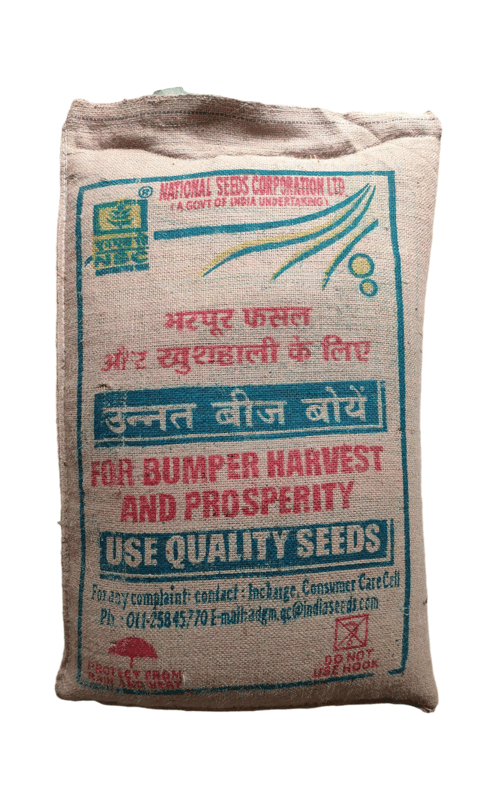 ® NATIONAL SEEDS CORPORATION LTD.
(A GOVT OF INDIA UNDERTAKING)
भरपूर फसल
और खुशहाली के लिए
उन्नत बीज बोयें
FOR BUMPER HARVEST
AND PROSPERITY
USE QUALITY SEEDS
For any complaint: contact : Incharge, Consumer Care Cell
Ph : 011-25845770 E-mail:adgm.qc@indiaseeds.com
PROTECT FROM
RAIN AND HEAT
DO NOT
USE HOOK